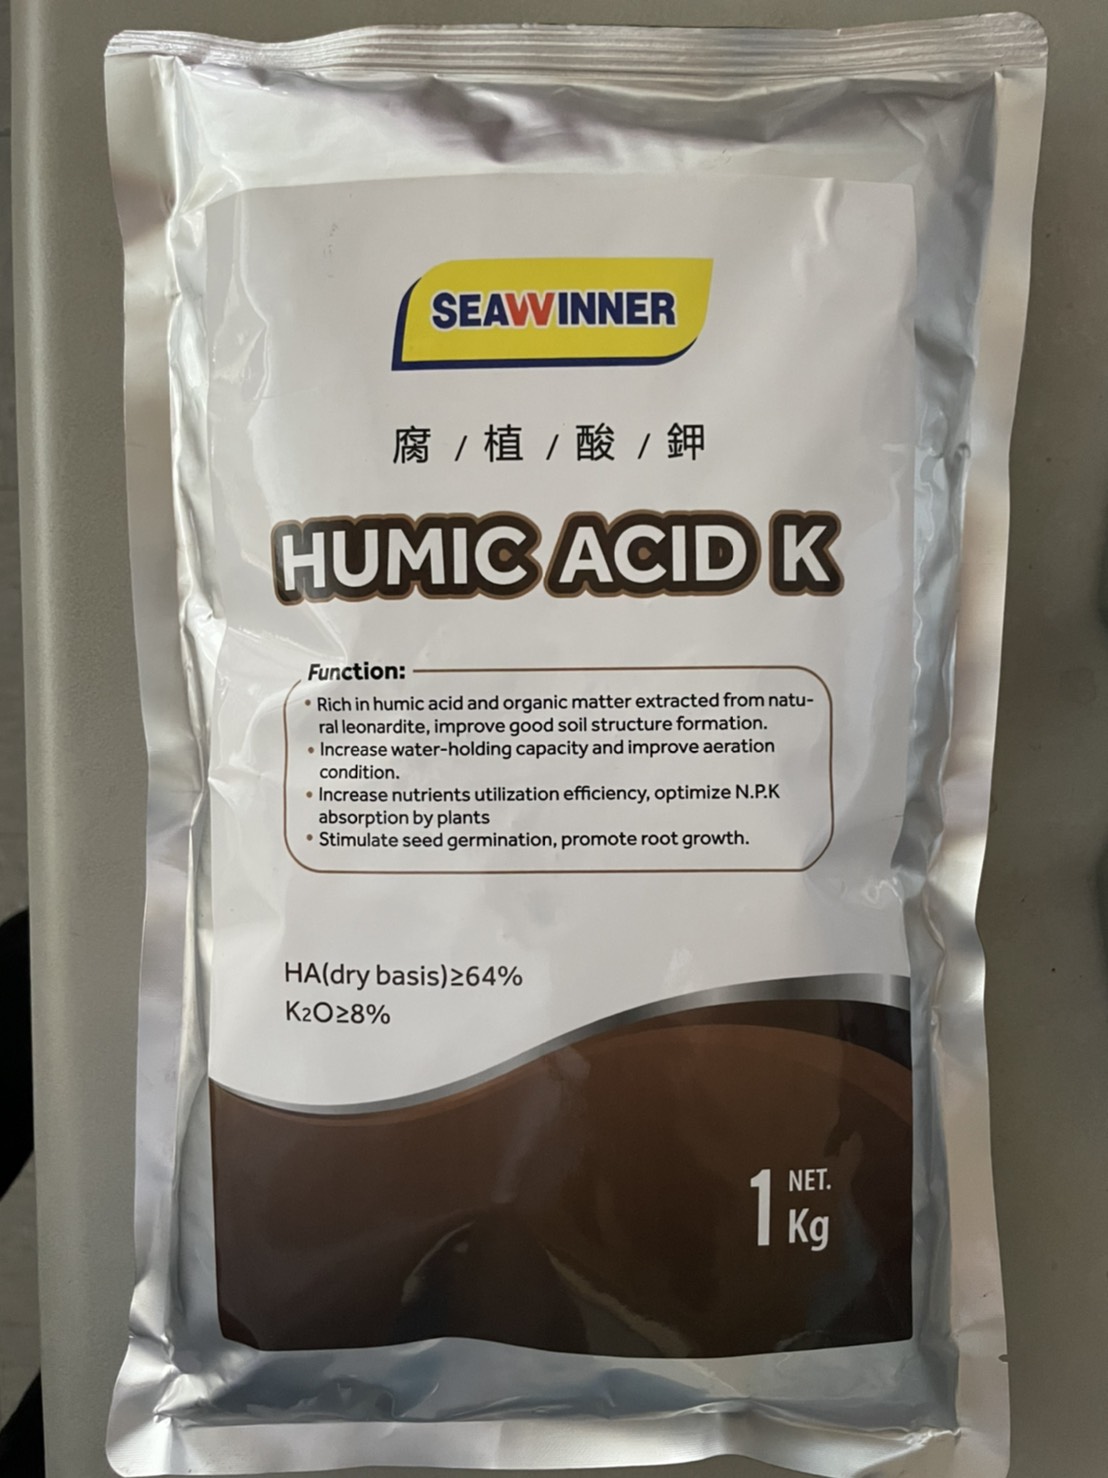 SEAWINNER
腐 / 植 / 酸 / 鉀
HUMIC ACID K
Function:
• Rich in humic acid and organic matter extracted from natu-
ral leonardite, improve good soil structure formation.
• Increase water-holding capacity and improve aeration
condition.
• Increase nutrients utilization efficiency, optimize N.P.K
absorption by plants
• Stimulate seed germination, promote root growth.
HA(dry basis)≥64%
K2O≥8%
1 NET.
Kg